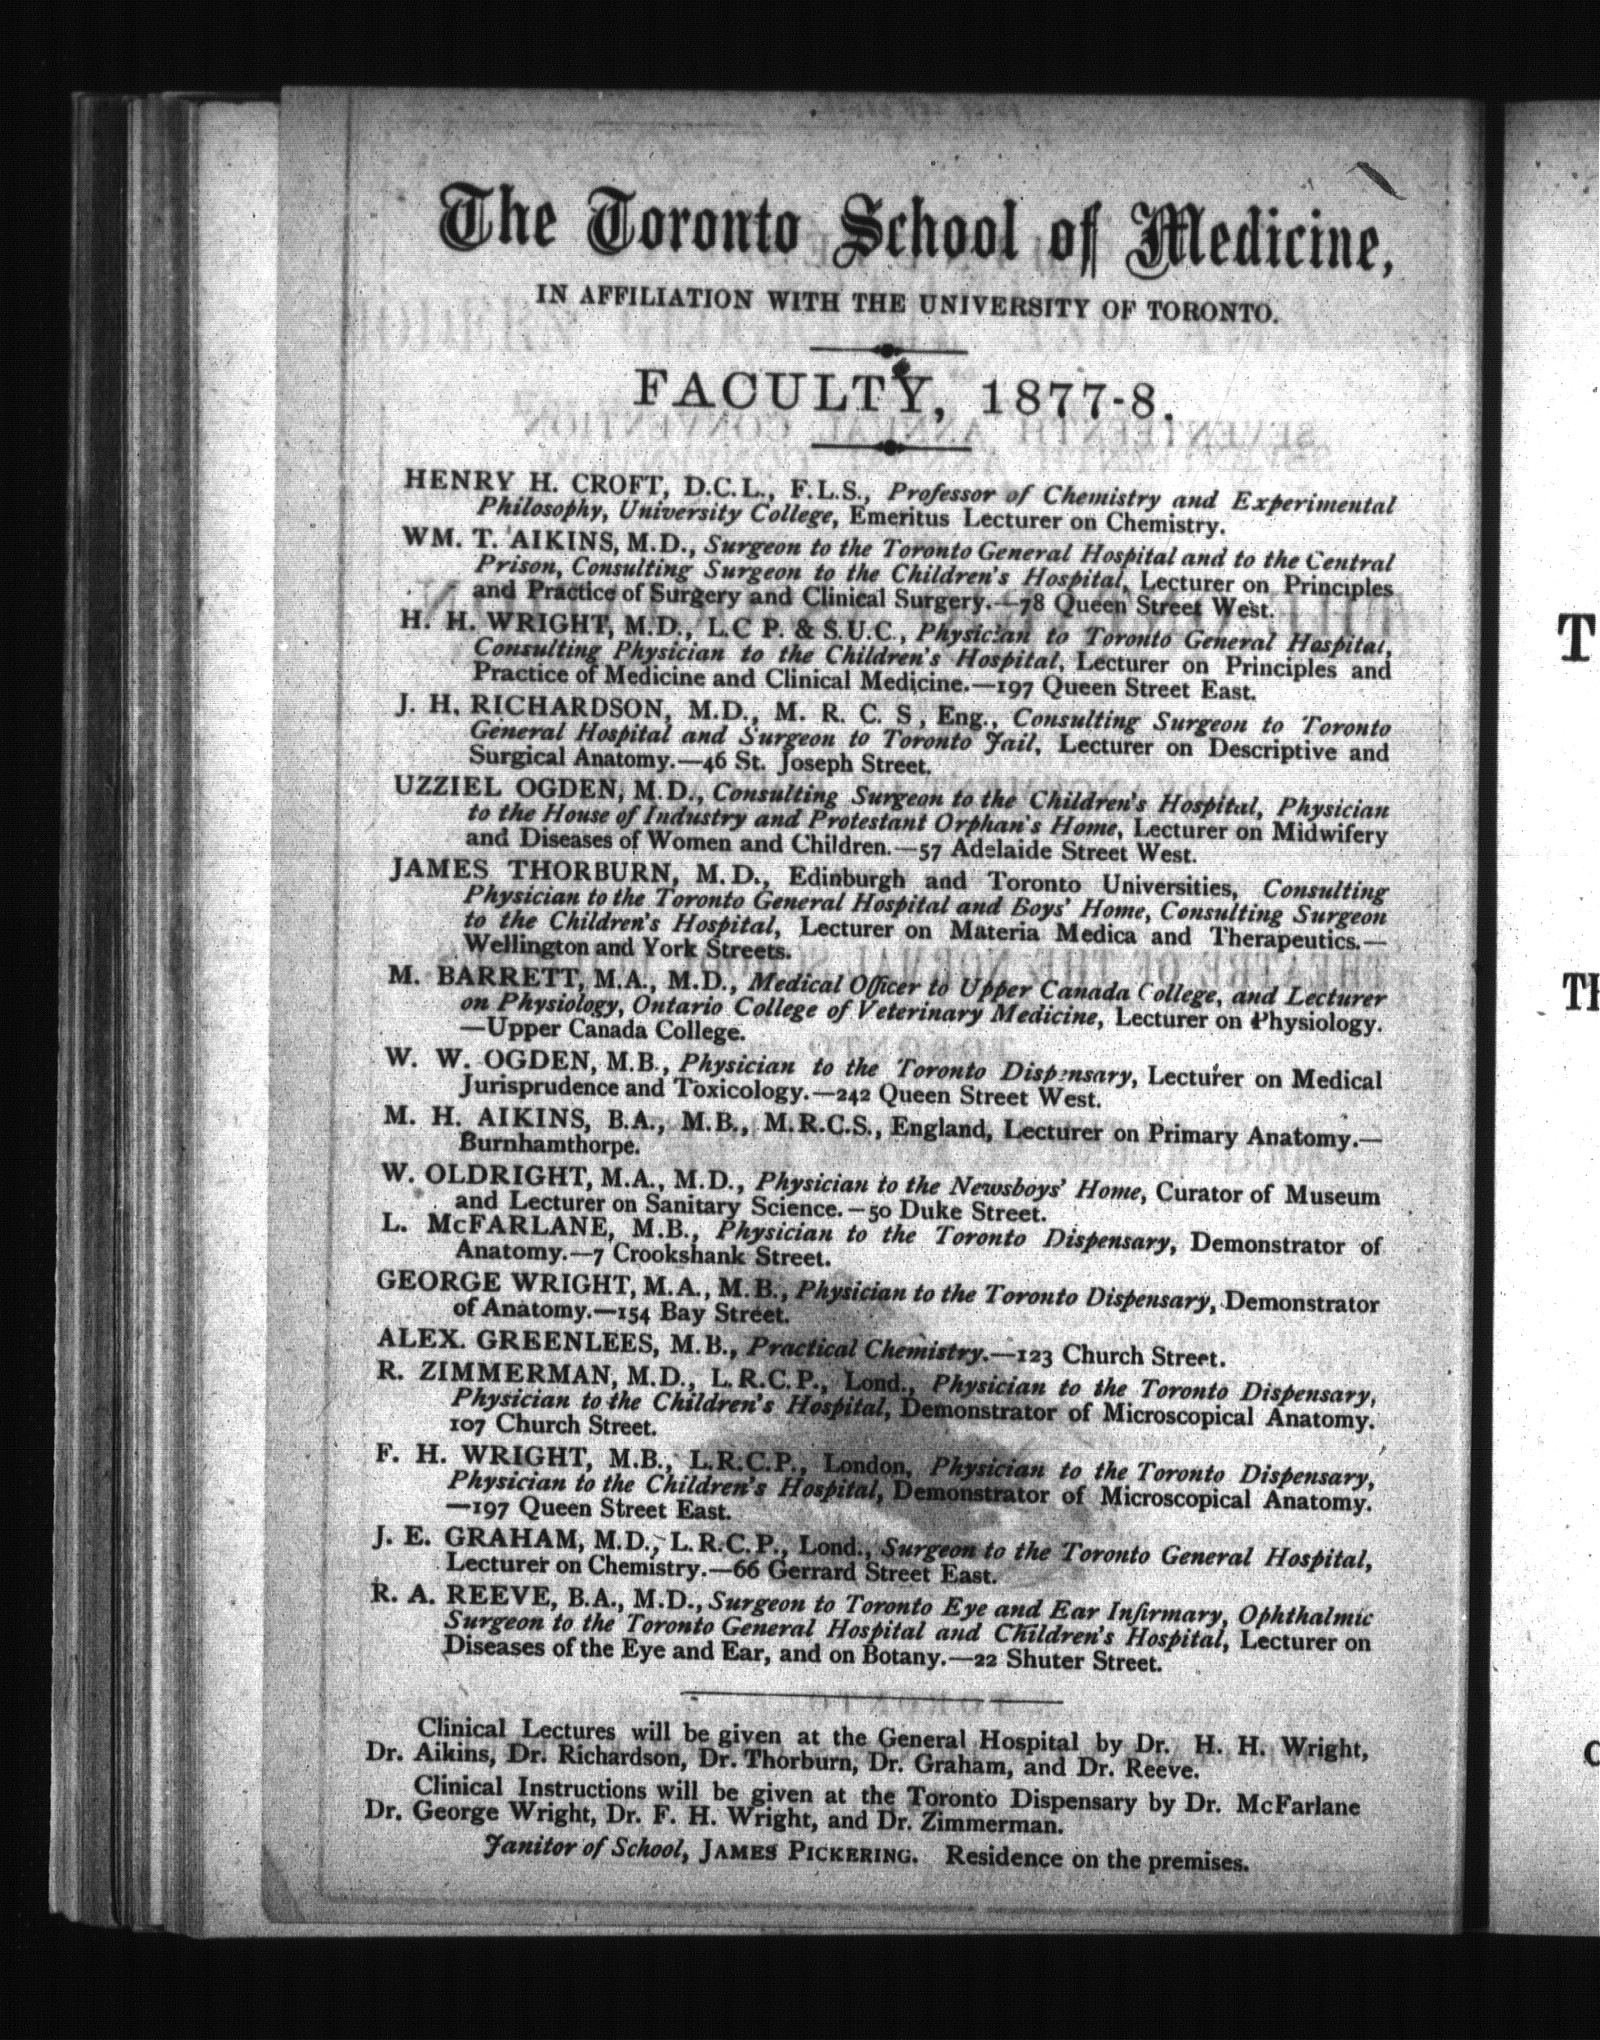 The Toronto School of Medicine,
IN AFFILIATION WITH THE UNIVERSITY OF TORONTO.
FACULTY, 1877-8.
HENRY H. CROFT, D.C.L., F.L.S., Professor of Chemistry and Experimental
Philosophy, University College, Emeritus Lecturer on Chemistry.
WM. T. AIKINS, M.D., Surgeon to the Toronto General Hospital and to the Central
Prison, Consulting Surgeon to the Children's Hospital, Lecturer on Principles
and Practice of Surgery and Clinical Surgery.—78 Queen Street West.
H. H. WRIGHT, M.D., L.C P. & S.U.C., Physician to Toronto General Hospital,
Consulting Physician to the Children's Hospital, Lecturer on Principles and
Practice of Medicine and Clinical Medicine.—197 Queen Street East.
J. H. RICHARDSON, M.D., M. R. C. S, Eng., Consulting Surgeon to Toronto
General Hospital and Surgeon to Toronto Jail, Lecturer on Descriptive and
Surgical Anatomy.—46 St. Joseph Street.
UZZIEL OGDEN, M.D., Consulting Surgeon to the Children's Hospital, Physician
to the House of Industry and Protestant Orphan's Home, Lecturer on Midwifery
and Diseases of Women and Children.—57 Adelaide Street West.
JAMES THORBURN, M.D., Edinburgh and Toronto Universities, Consulting
Physician to the Toronto General Hospital and Boys' Home, Consulting Surgeon
to the Children's Hospital, Lecturer on Materia Medica and Therapeutics.—
Wellington and York Streets.
M. BARRETT, M.A., M.D., Medical Officer to Upper Canada College, and Lecturer
on Physiology, Ontario College of Veterinary Medicine, Lecturer on Physiology.
—Upper Canada College.
W. W. OGDEN, M.B., Physician to the Toronto Dispensary, Lecturer on Medical
Jurisprudence and Toxicology.—242 Queen Street West.
M. H. AIKINS, B.A., M.B., M.R.C.S., England, Lecturer on Primary Anatomy.—
Burnhamthorpe.
W. OLDRIGHT, M.A., M.D., Physician to the Newsboys' Home, Curator of Museum
and Lecturer on Sanitary Science.—50 Duke Street.
L. McFARLANE, M.B., Physician to the Toronto Dispensary, Demonstrator of
Anatomy.—7 Crookshank Street.
GEORGE WRIGHT, M.A., M.B., Physician to the Toronto Dispensary, Demonstrator
of Anatomy.—154 Bay Street.
ALEX. GREENLEES, M.B., Practical Chemistry.—123 Church Street.
R. ZIMMERMAN, M.D., L.R.C.P., Lond., Physician to the Toronto Dispensary,
Physician to the Children's Hospital, Demonstrator of Microscopical Anatomy.
107 Church Street.
F. H. WRIGHT, M.B., L.R.C.P., London, Physician to the Toronto Dispensary,
Physician to the Children's Hospital, Demonstrator of Microscopical Anatomy.
—197 Queen Street East.
J. E. GRAHAM, M.D., L.R.C.P., Lond., Surgeon to the Toronto General Hospital,
Lecturer on Chemistry.—66 Gerrard Street East.
R. A. REEVE, B.A., M.D., Surgeon to Toronto Eye and Ear Infirmary, Ophthalmic
Surgeon to the Toronto General Hospital and Children's Hospital, Lecturer on
Diseases of the Eye and Ear, and on Botany.—22 Shuter Street.
Clinical Lectures will be given at the General Hospital by Dr. H. H. Wright,
Dr. Aikins, Dr. Richardson, Dr. Thorburn, Dr. Graham, and Dr. Reeve.
Clinical Instructions will be given at the Toronto Dispensary by Dr. McFarlane
Dr. George Wright, Dr. F. H. Wright, and Dr. Zimmerman.
Janitor of School, JAMES PICKERING. Residence on the premises.